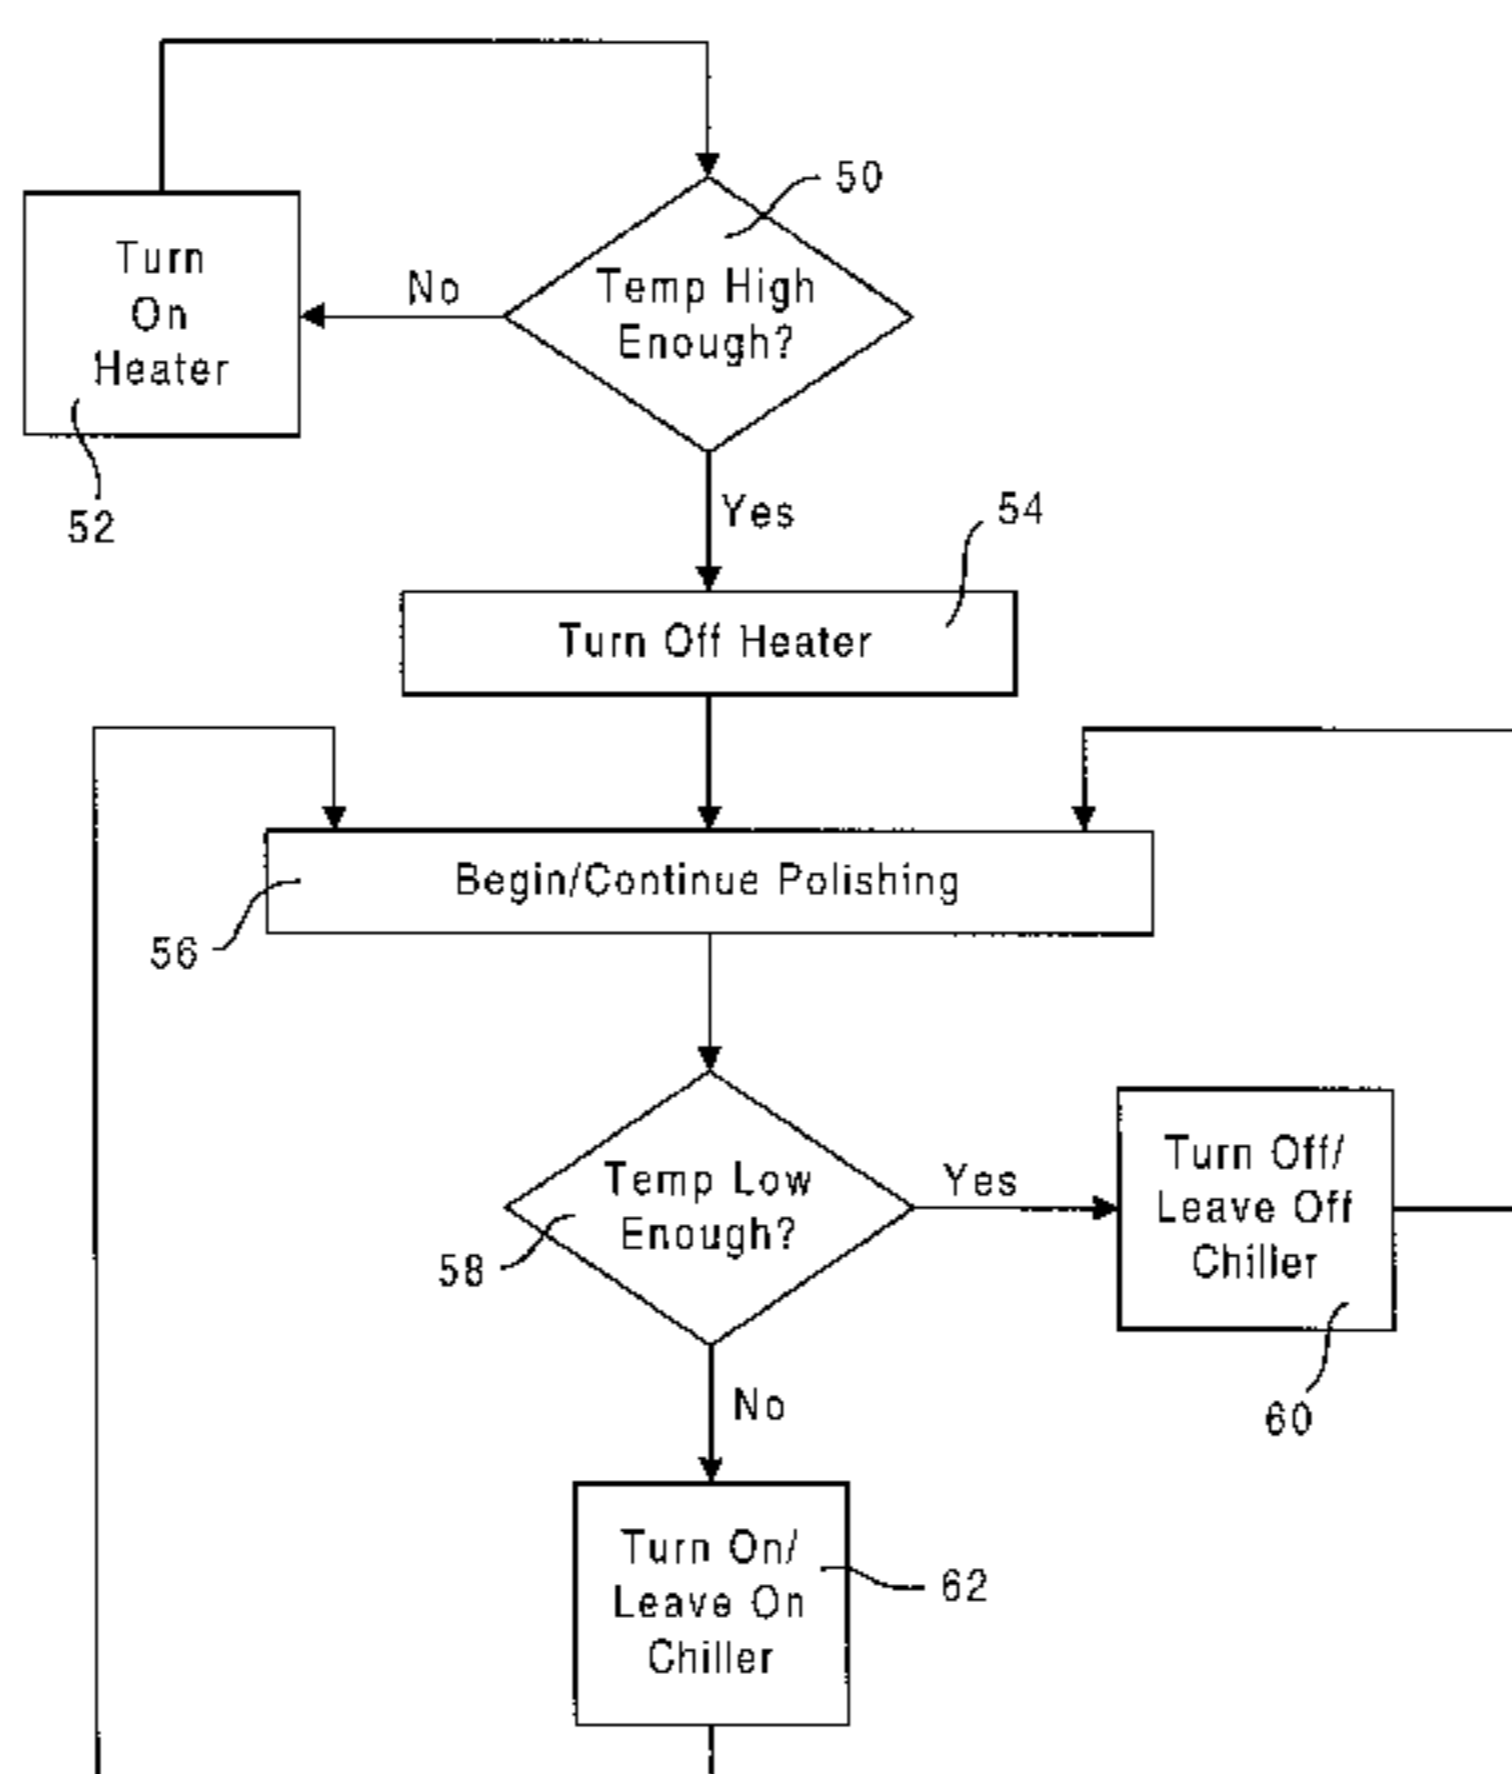 50
Temp High
Enough?
No
Turn
On
Heater
52
Yes
54
Turn Off Heater
Begin/Continue Polishing
56
Temp Low
Enough?
58
Yes
Turn Off/
Leave Off
Chiller
60
No
Turn On/
Leave On
Chiller
62